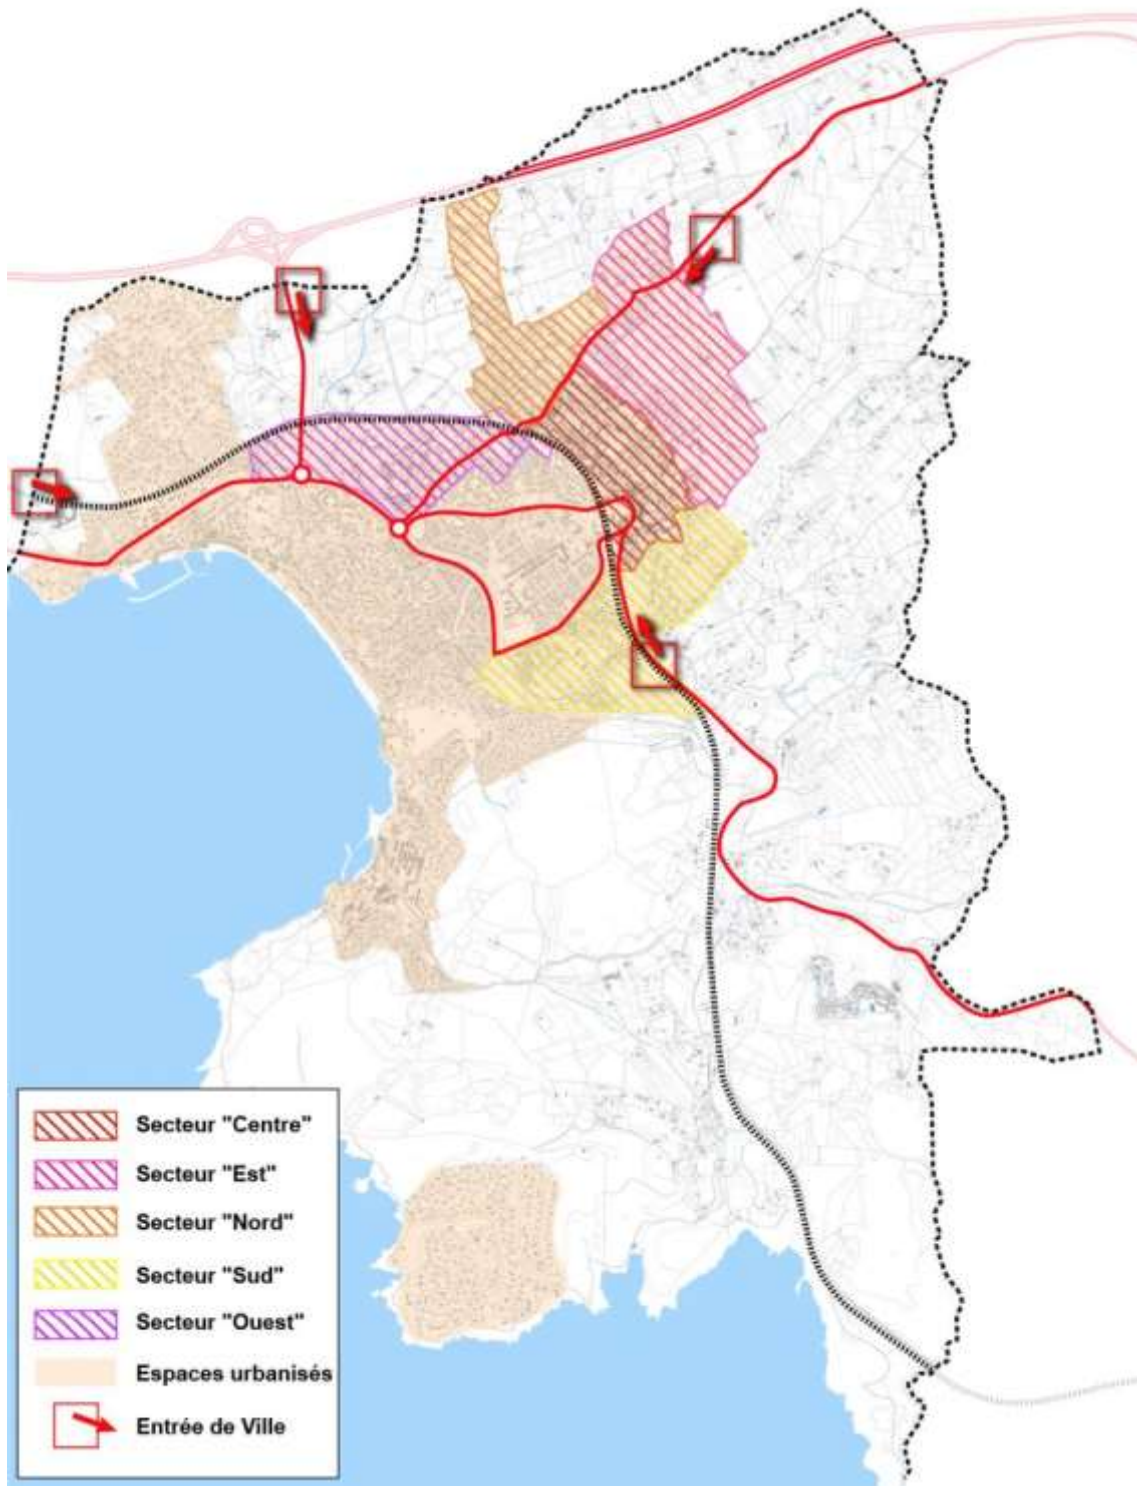 Secteur "Centre"
Secteur "Est"
Secteur "Nord"
Secteur "Sud"
Secteur "Ouest"
Espaces urbanisés
Entrée de Ville